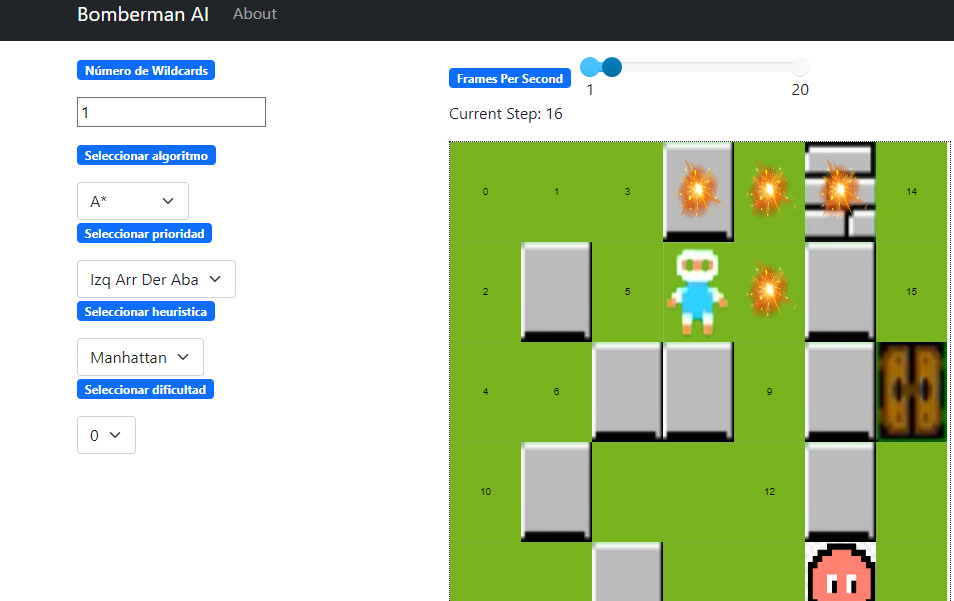 Bomberman AI About
Número de Wildcards
1
Seleccionar algoritmo
A*
Seleccionar prioridad
Izq Arr Der Aba
Seleccionar heuristica
Manhattan
Seleccionar dificultad
0
Frames Per Second
1 20
Current Step: 16
0 1 3 14
2 5 15
4 6 9
10 12